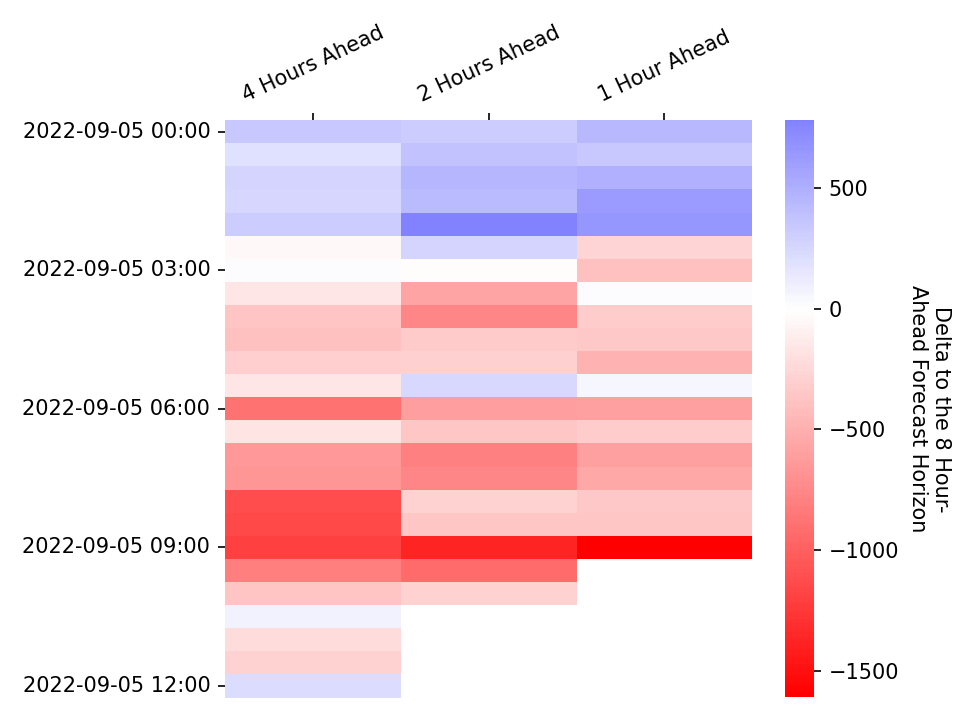 4 Hours Ahead
2 Hours Ahead
1 Hour Ahead
2022-09-05 00:00
2022-09-05 03:00
2022-09-05 06:00
2022-09-05 09:00
2022-09-05 12:00
500
0
−500
−1000
−1500
Delta to the 8 Hour-
Ahead Forecast Horizon